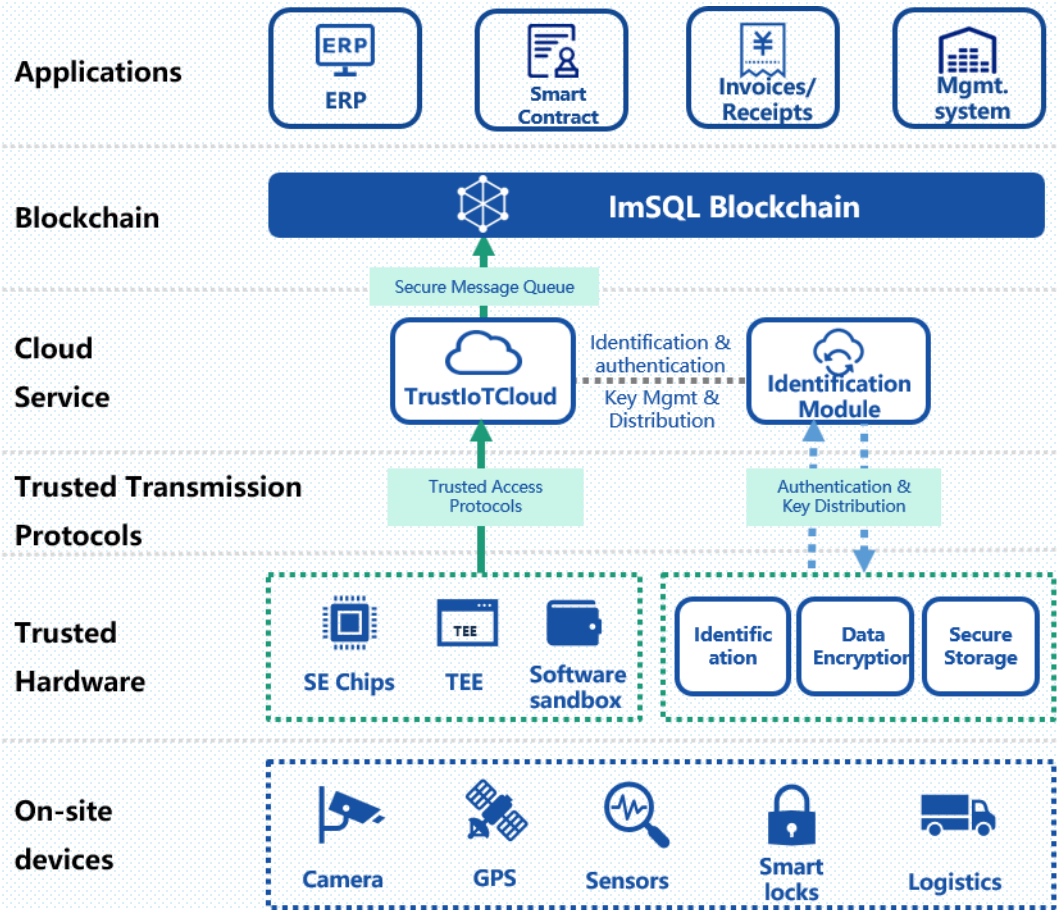 Applications
ERP
ERP
Smart
Contract
¥
Invoices/
Receipts
Mgmt.
system
Blockchain
ImSQL Blockchain
Secure Message Queue
Cloud
Service
TrustIoTCloud
Identification &
authentication
Key Mgmt &
Distribution
Identification
Module
Trusted Transmission
Protocols
Trusted Access
Protocols
Authentication &
Key Distribution
Trusted
Hardware
SE Chips
TEE
TEE
Software
sandbox
Identific
ation
Data
Encryption
Secure
Storage
On-site
devices
Camera
GPS
Sensors
Smart
locks
Logistics